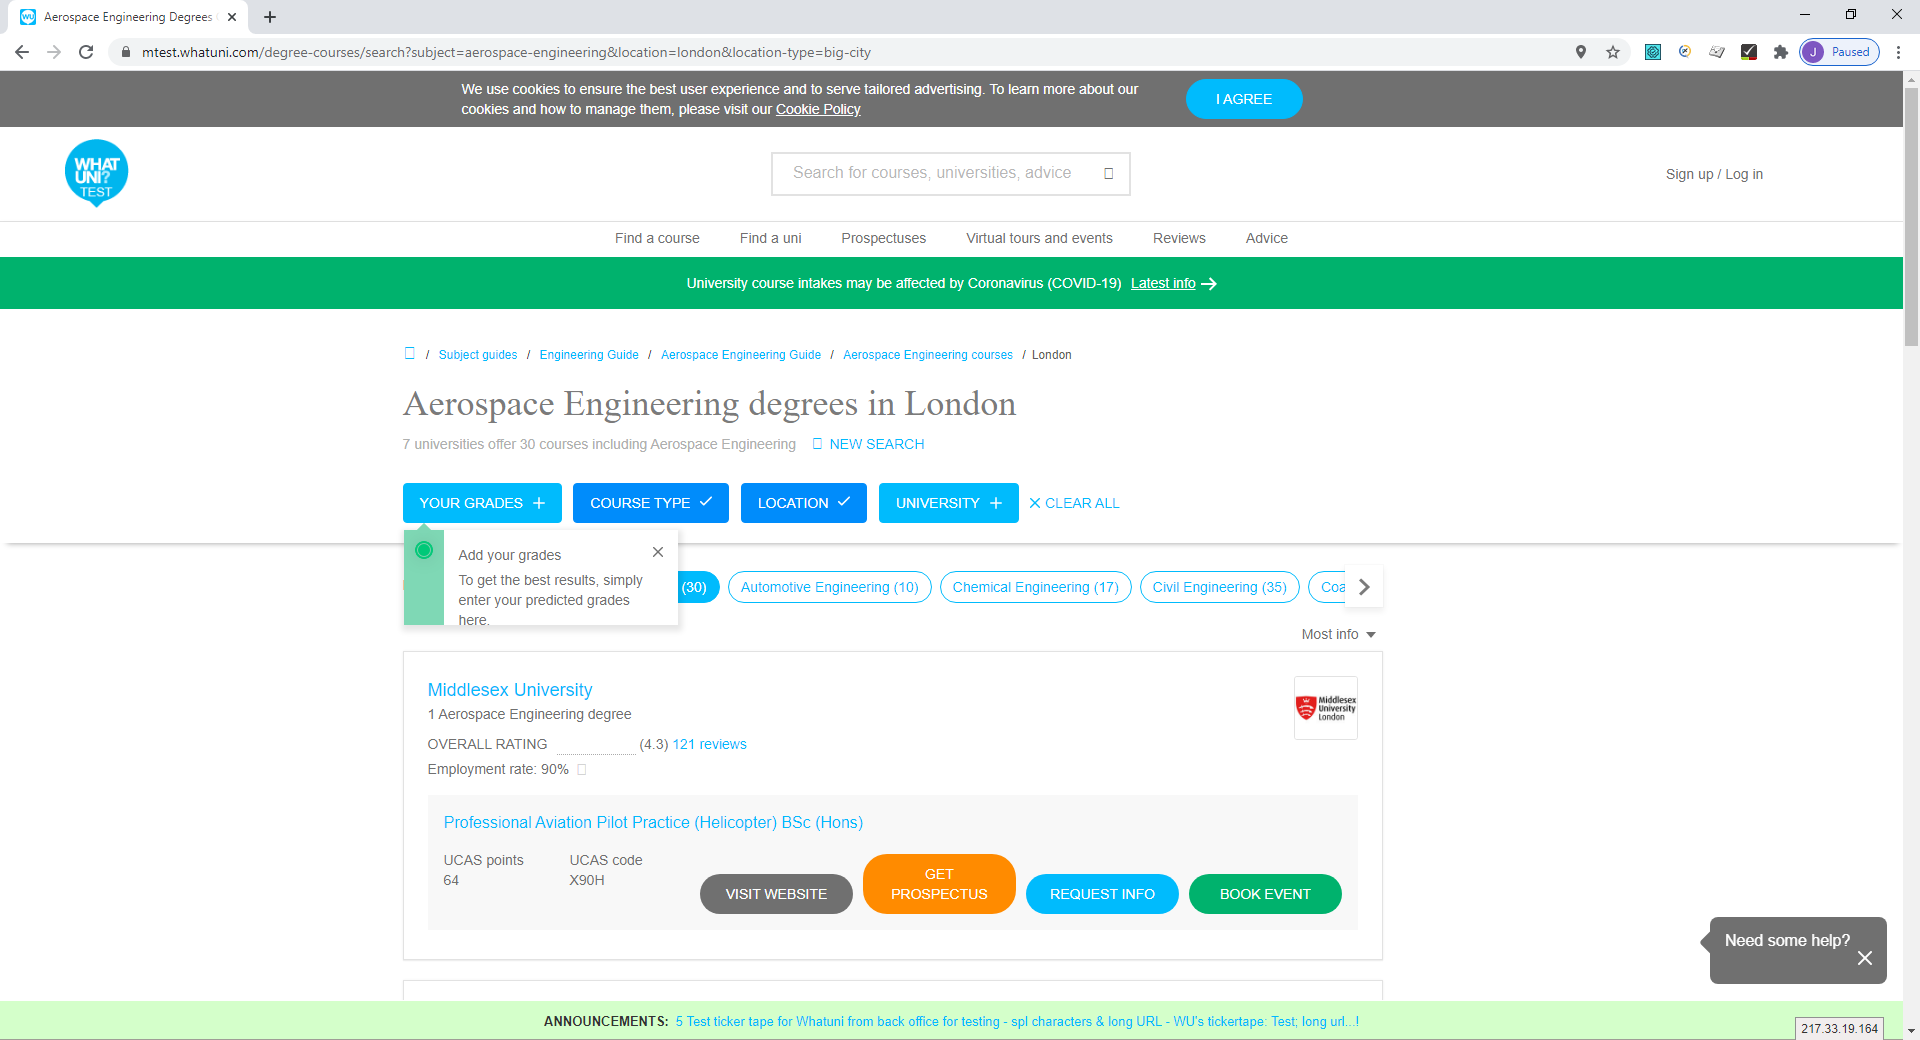 Aerospace Engineering Degrees
mtest.whatuni.com/degree-courses/search?subject=aerospace-engineering&location=london&location-type=big-city
J Paused
We use cookies to ensure the best user experience and to serve tailored advertising. To learn more about our
cookies and how to manage them, please visit our Cookie Policy
I AGREE
WHAT
UNI?
TEST
Search for courses, universities, advice
Sign up / Log in
Find a course Find a uni Prospectuses Virtual tours and events Reviews Advice
University course intakes may be affected by Coronavirus (COVID-19) Latest info
/ Subject guides / Engineering Guide / Aerospace Engineering Guide / Aerospace Engineering courses / London
Aerospace Engineering degrees in London
7 universities offer 30 courses including Aerospace Engineering NEW SEARCH
YOUR GRADES COURSE TYPE LOCATION UNIVERSITY CLEAR ALL
Add your grades
To get the best results, simply
enter your predicted grades
here.
(30) Automotive Engineering (10) Chemical Engineering (17) Civil Engineering (35) Coa
Most info
Middlesex University
1 Aerospace Engineering degree
OVERALL RATING (4.3) 121 reviews
Employment rate: 90%
Middlesex
University
London
Professional Aviation Pilot Practice (Helicopter) BSc (Hons)
UCAS points UCAS code
64 X90H
VISIT WEBSITE
GET
PROSPECTUS
REQUEST INFO
BOOK EVENT
Need some help?
ANNOUNCEMENTS: 5 Test ticker tape for Whatuni from back office for testing - spl characters & long URL - WU's tickertape: Test; long url...!
217.33.19.164